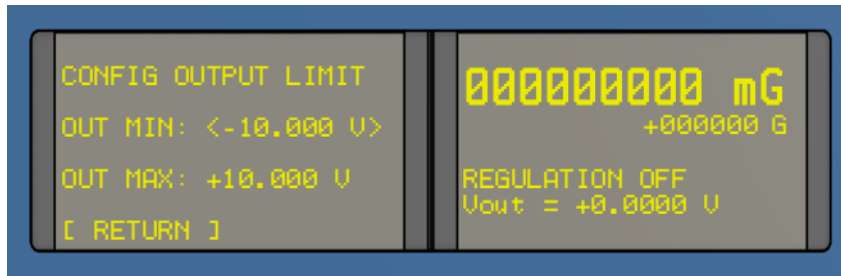 CONFIG OUTPUT LIMIT
OUT MIN: <-10.000 V>
OUT MAX: +10.000 V
[ RETURN ]
000000000 mG
+000000 G
REGULATION OFF
Vout = +0.0000 V